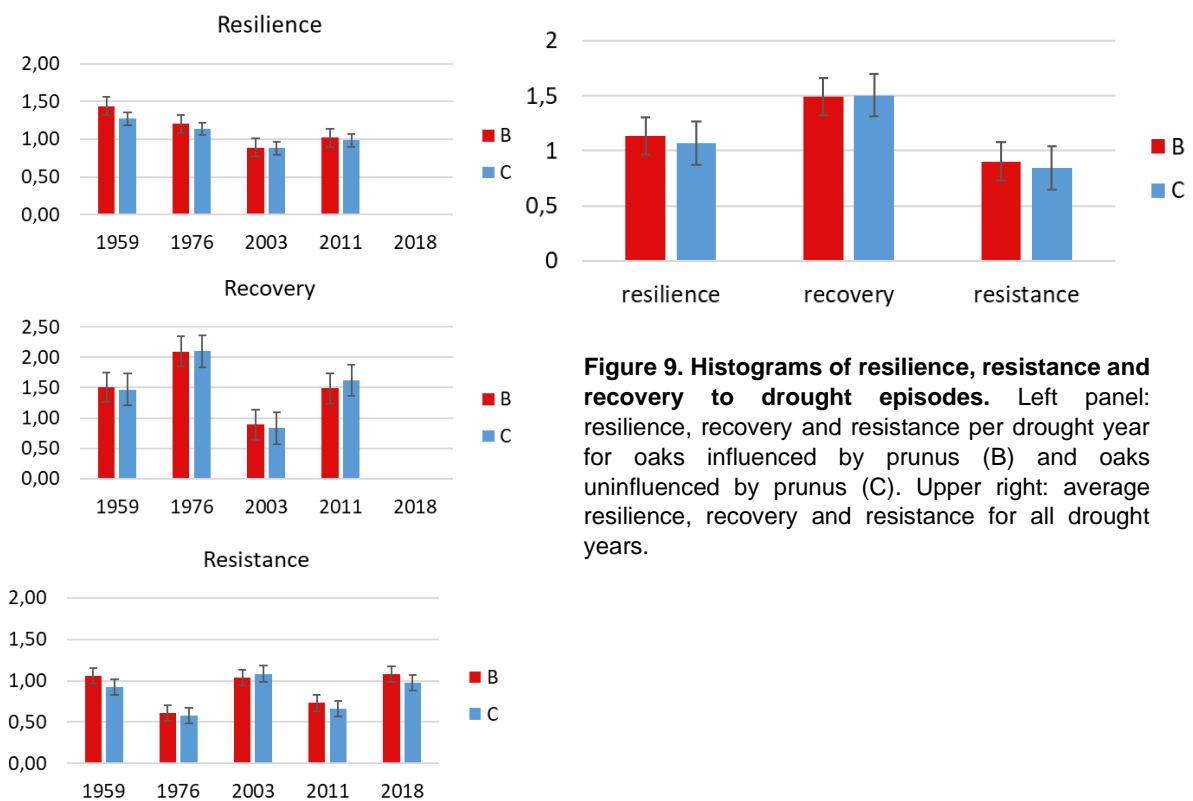 Resilience
2,00
1,50
1,00
0,50
0,00
1959 1976 2003 2011 2018
B
C
Recovery
2,50
2,00
1,50
1,00
0,50
0,00
1959 1976 2003 2011 2018
B
C
Resistance
2,00
1,50
1,00
0,50
0,00
1959 1976 2003 2011 2018
B
C
2
1,5
1
0,5
0
resilience recovery resistance
B
C
Figure 9. Histograms of resilience, resistance and
recovery to drought episodes. Left panel:
resilience, recovery and resistance per drought year
for oaks influenced by prunus (B) and oaks
uninfluenced by prunus (C). Upper right: average
resilience, recovery and resistance for all drought
years.